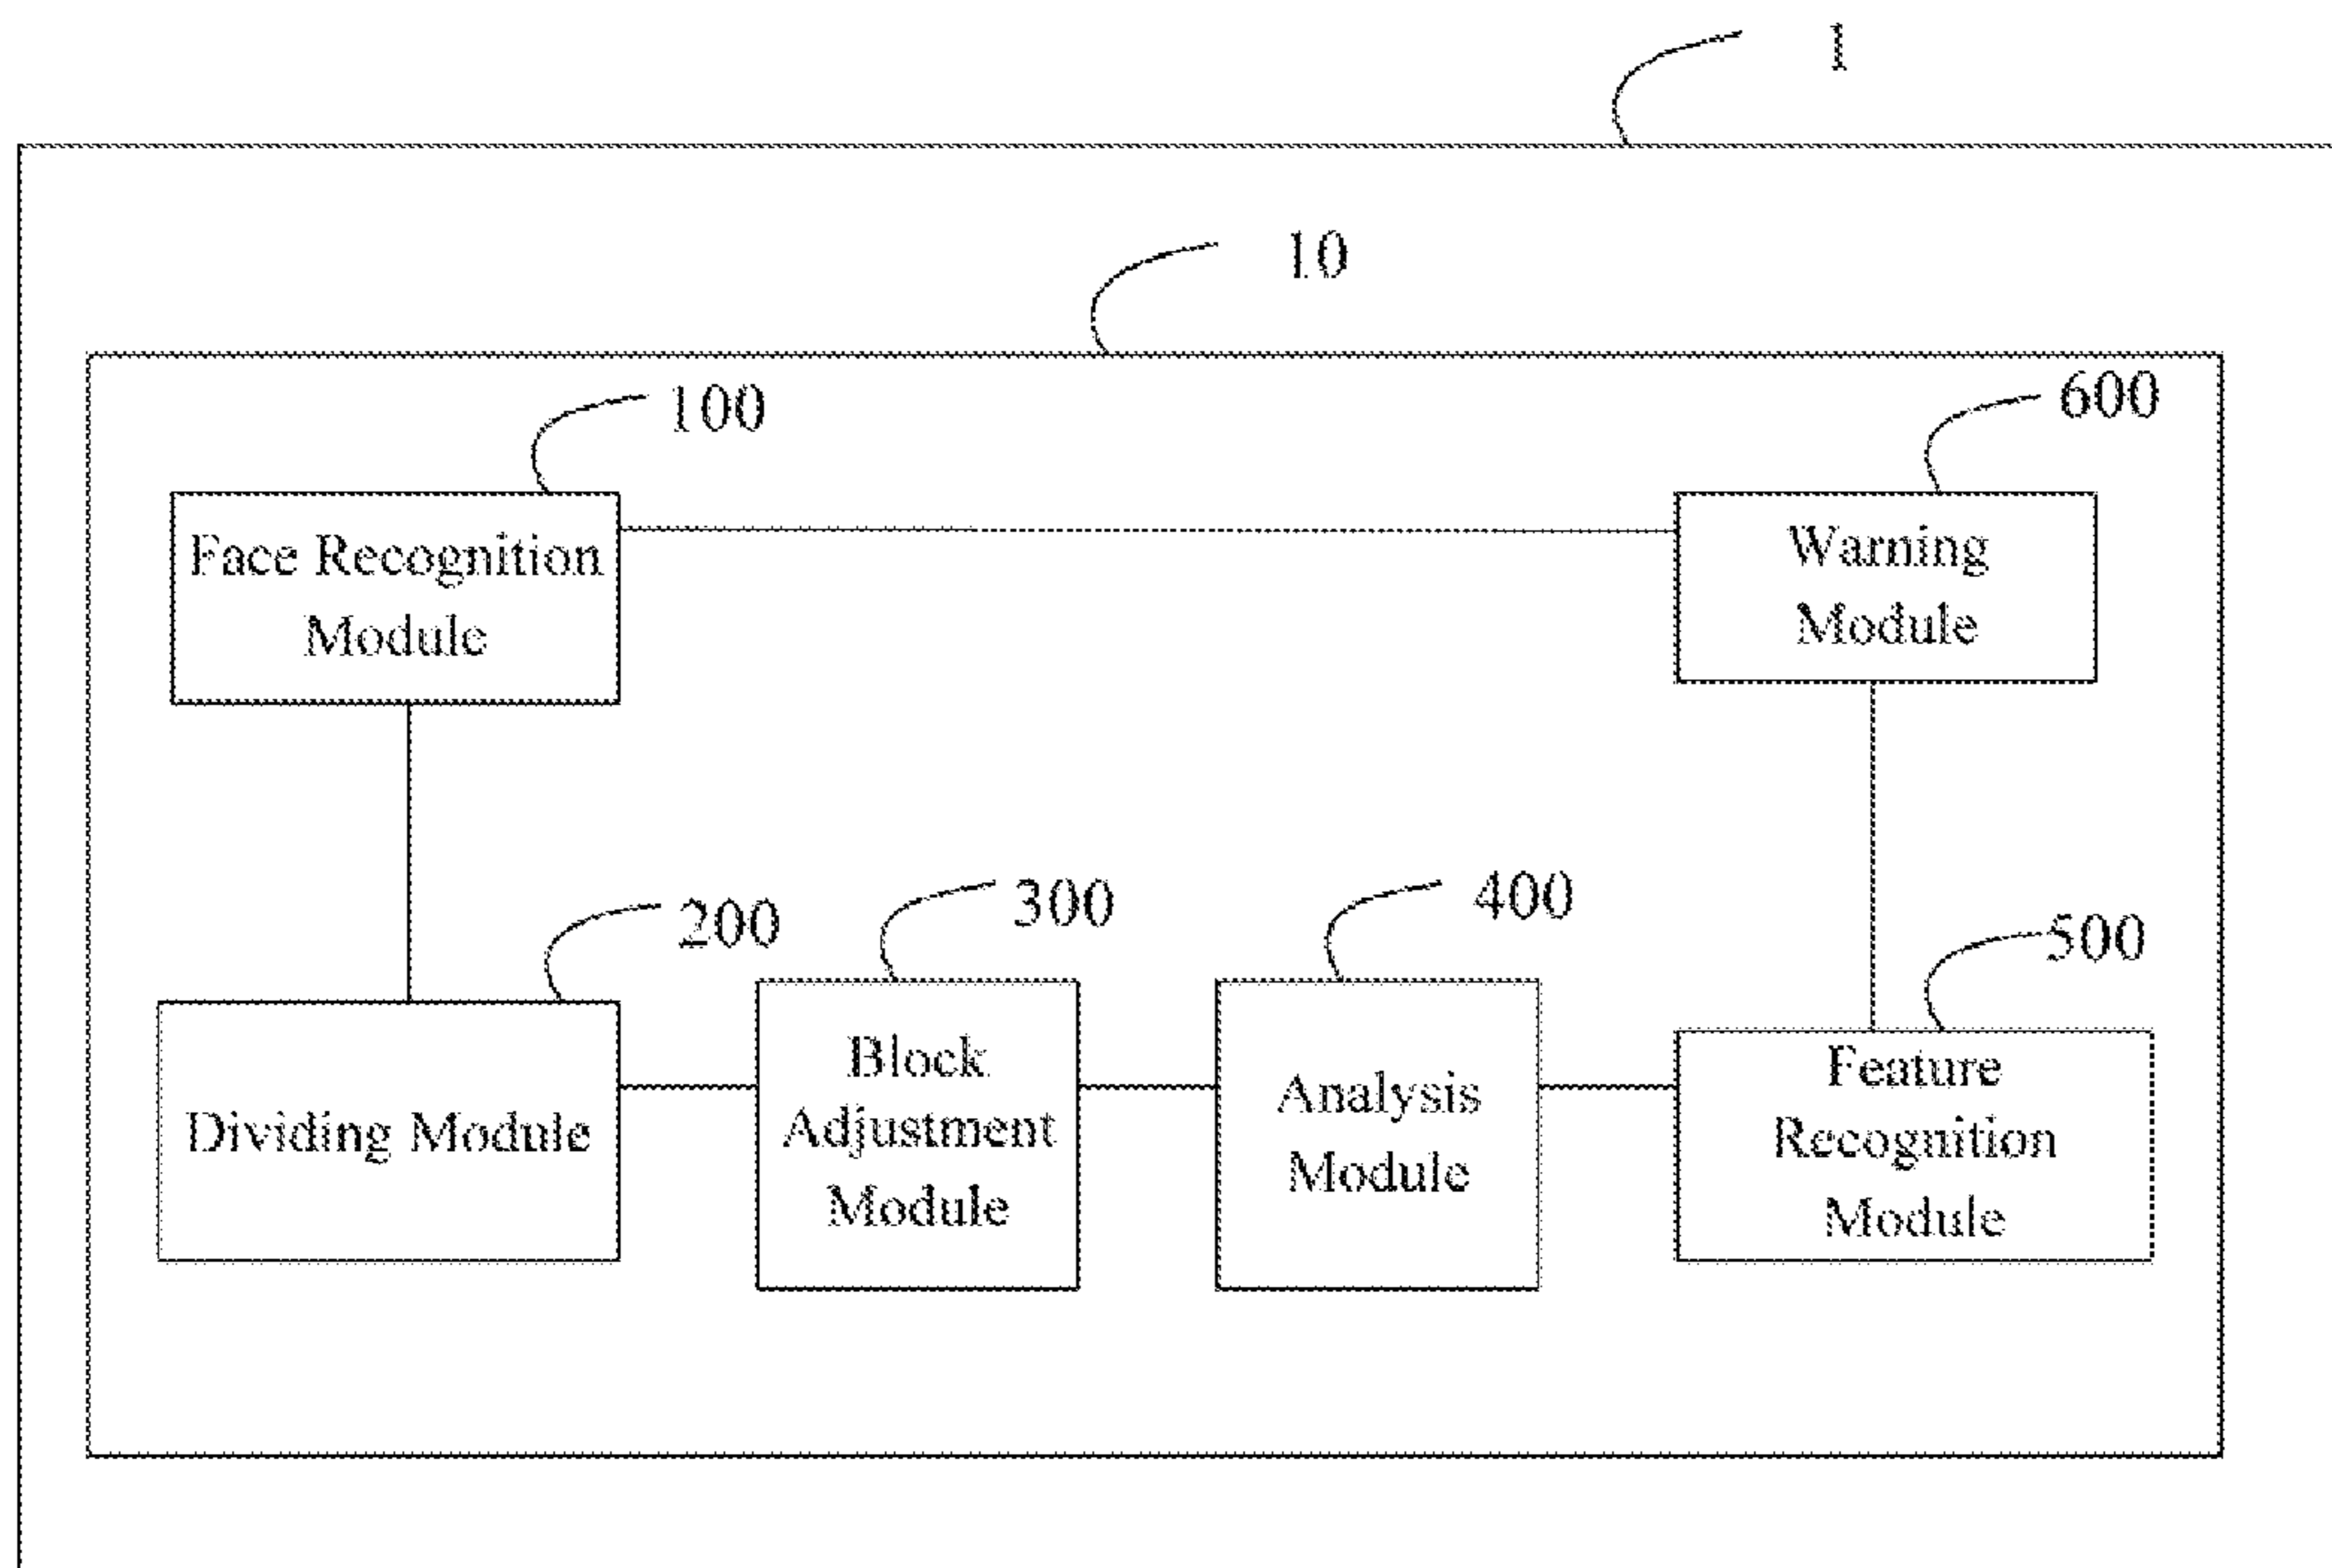 1
10
100
600
Face Recognition
Module
Warning
Module
200
300
400
500
Dividing Module
Block
Adjustment
Module
Analysis
Module
Feature
Recognition
Module